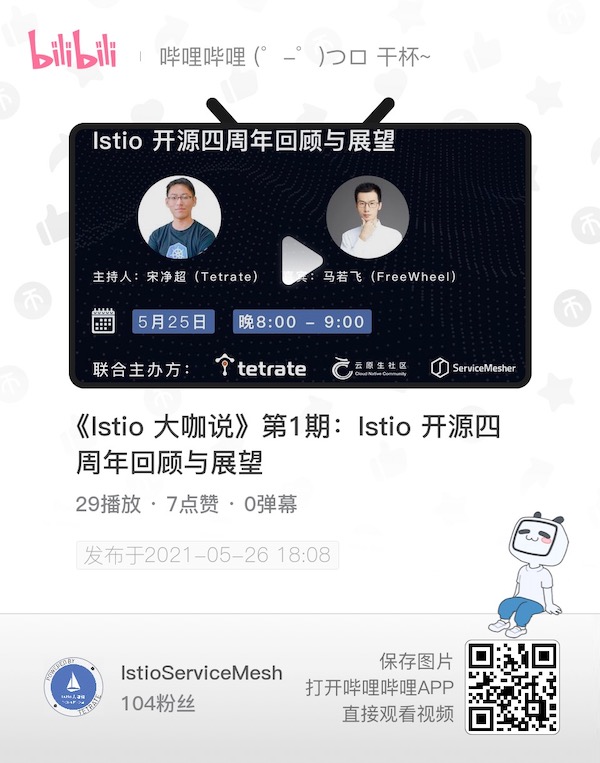 bilibili
哔哩哔哩 (゜-゜)つロ 干杯~
Istio 开源四周年回顾与展望
主持人：宋净超（Tetrate）
宾：马若飞（FreeWheel）
5月25日
晚8:00 - 9:00
联合主办方：
tetrate
云原生社区
Cloud Native Community
ServiceMesher
《Istio 大咖说》第1期：Istio 开源四
周年回顾与展望
29播放 · 7点赞 · 0弹幕
发布于2021-05-26 18:08
POWERED BY
TETRATE
IstioServiceMesh
104粉丝
保存图片
打开哔哩哔哩APP
直接观看视频